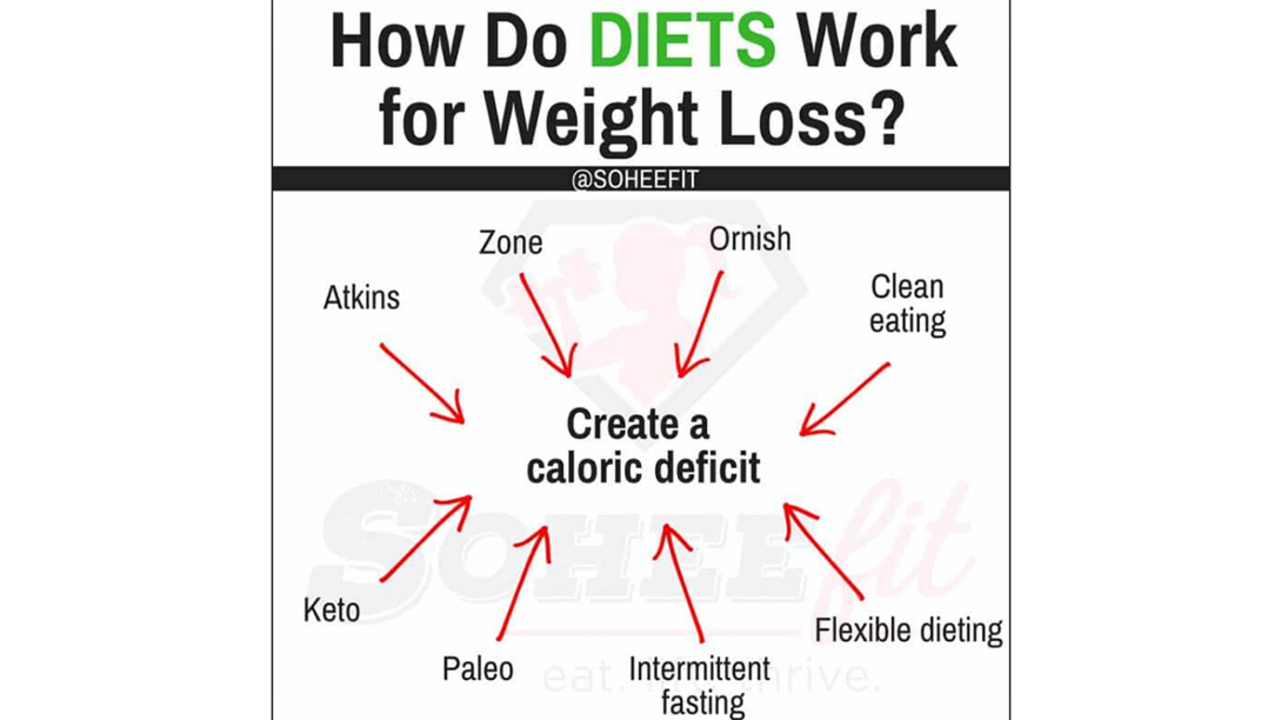 How Do DIETS Work
for Weight Loss?
@SOHEEFIT
Zone
Ornish
Atkins
Clean
eating
Create a
caloric deficit
SOHEEfit
Keto
Flexible dieting
Paleo
Intermittent
fasting
eat. lift. thrive.